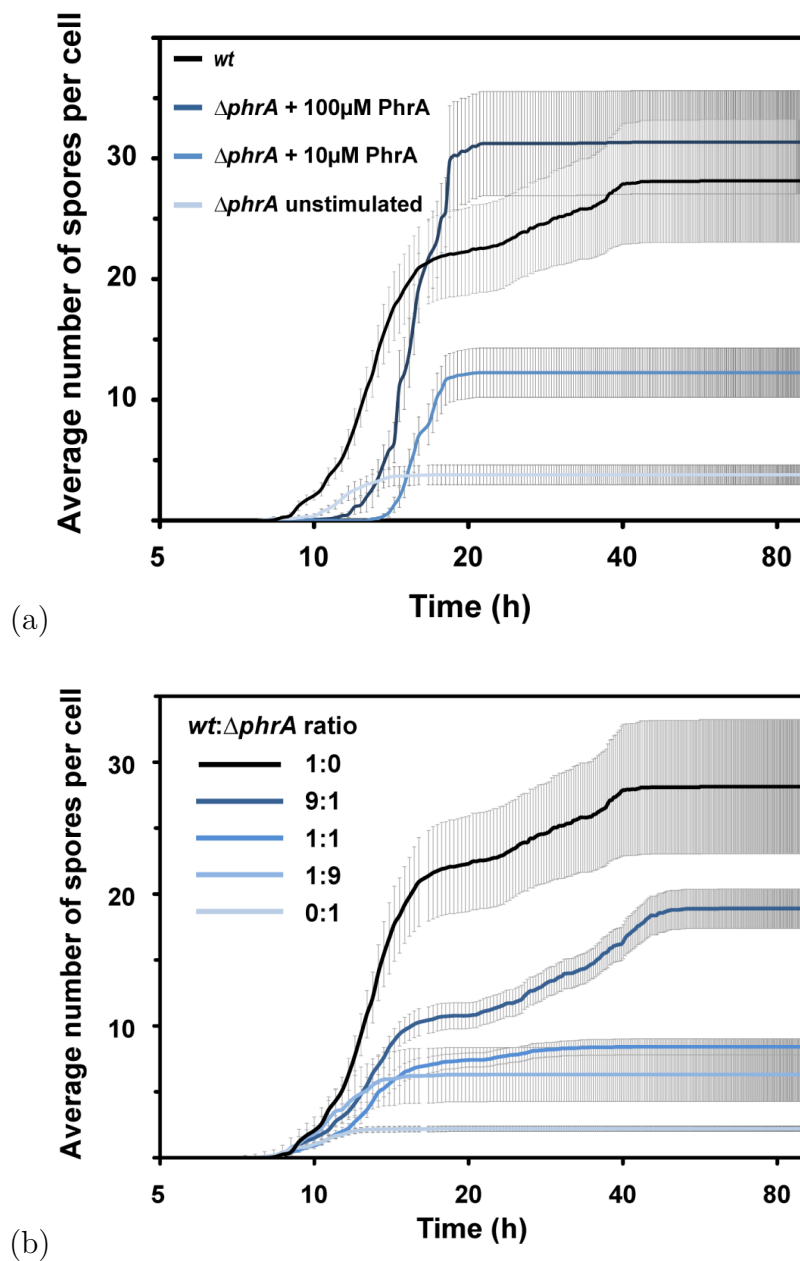 Average number of spores per cell
30
20
10
wt
ΔphrA + 100µM PhrA
ΔphrA + 10µM PhrA
ΔphrA unstimulated
5 10 20 40 80
Time (h)
(a)
Average number of spores per cell
30
20
10
wt:ΔphrA ratio
1:0
9:1
1:1
1:9
0:1
5 10 20 40 80
Time (h)
(b)